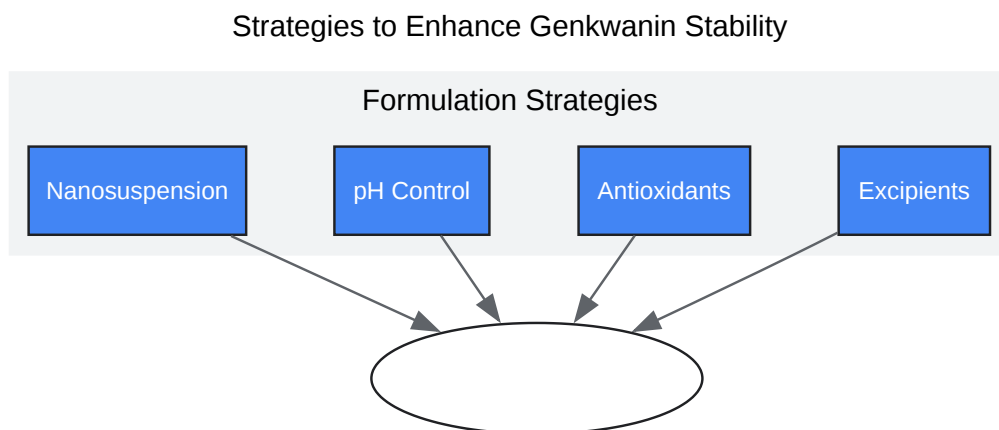 Strategies to Enhance Genkwanin Stability
Formulation Strategies
Nanosuspension
pH Control
Antioxidants
Excipients